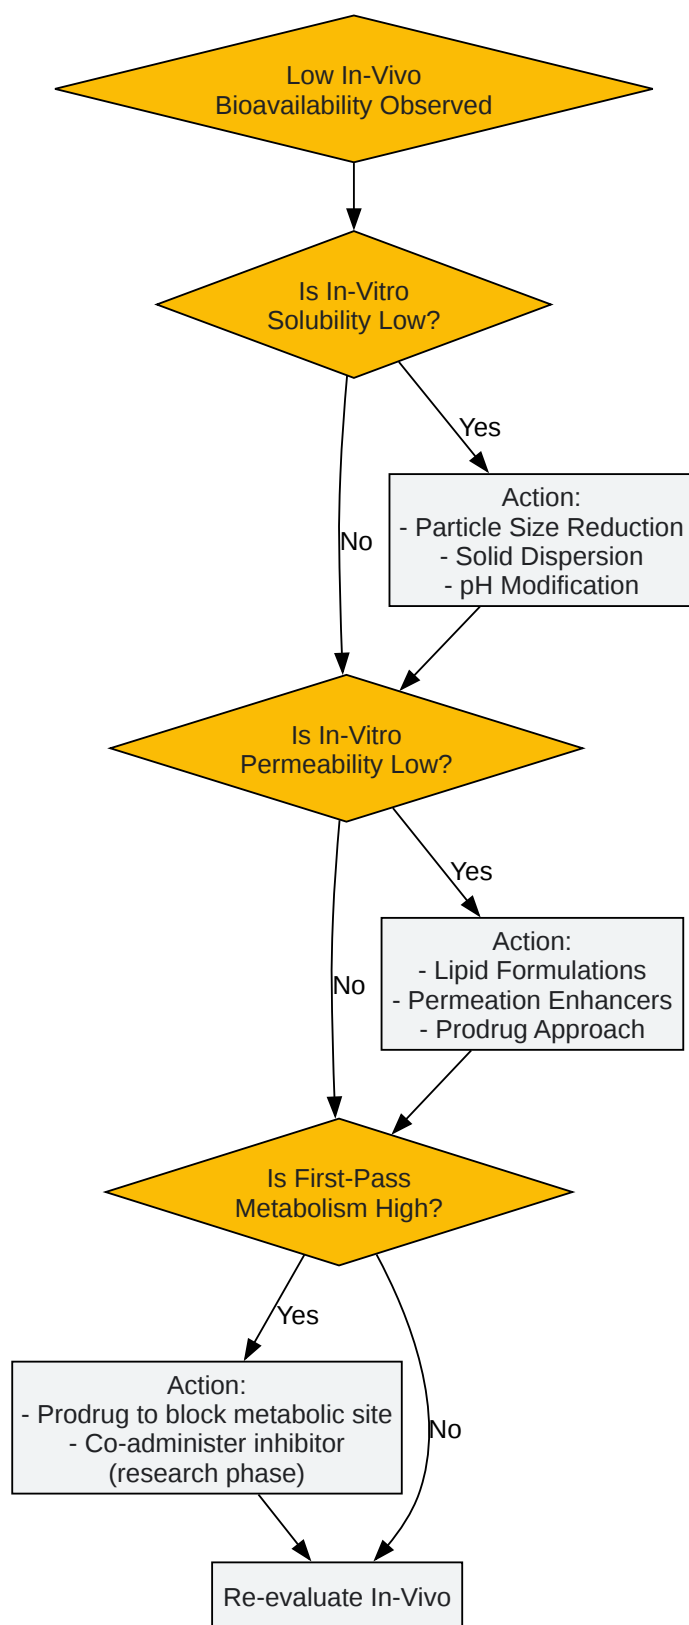 Low In-Vivo
Bioavailability Observed
Is In-Vitro
Solubility Low?
Yes
Action:
- Particle Size Reduction
- Solid Dispersion
- pH Modification
No
Is In-Vitro
Permeability Low?
Yes
Action:
- Lipid Formulations
- Permeation Enhancers
- Prodrug Approach
No
Is First-Pass
Metabolism High?
Yes
Action:
- Prodrug to block metabolic site
- Co-administer inhibitor
(research phase)
No
Re-evaluate In-Vivo